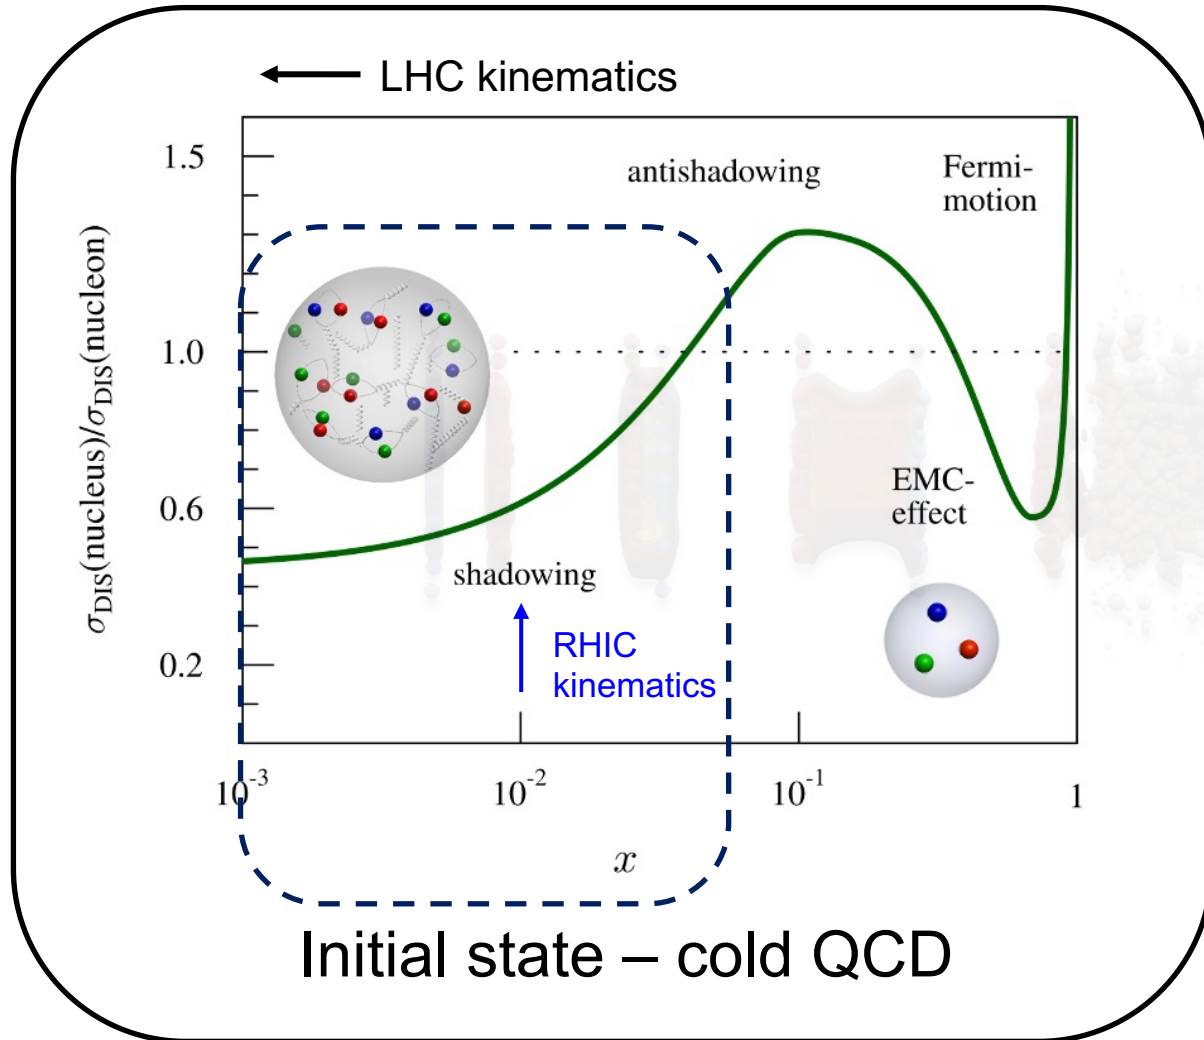 LHC kinematics
σDIS(nucleus)/σDIS(nucleon)
1.5
1.0
0.6
0.2
antishadowing
Fermi-
motion
EMC-
effect
shadowing
RHIC
kinematics
10⁻³
10⁻²
10⁻¹
1
x
Initial state – cold QCD